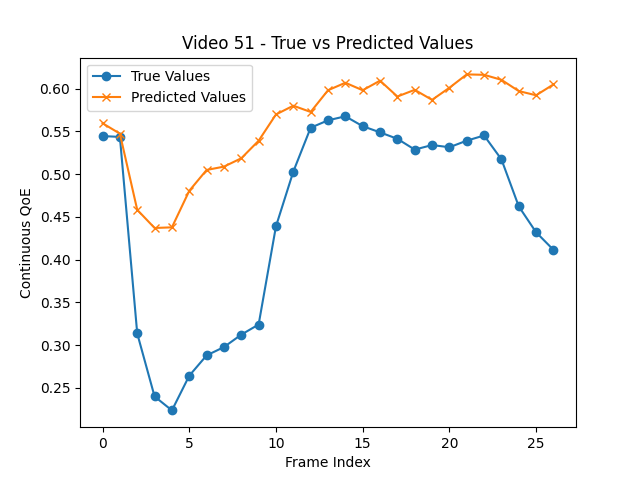 Video 51 - True vs Predicted Values
True Values
Predicted Values
Continuous QoE
0.60
0.55
0.50
0.45
0.40
0.35
0.30
0.25
0 5 10 15 20 25
Frame Index